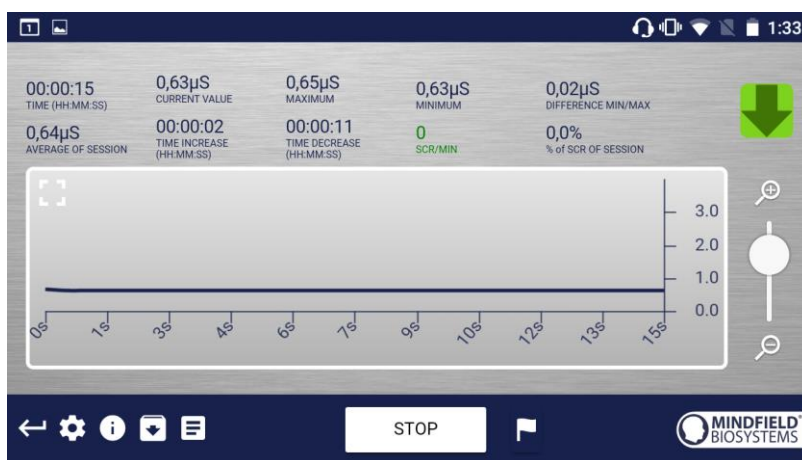 1
1:33
00:00:15
TIME (HH:MM:SS)
0,63µS
CURRENT VALUE
0,65µS
MAXIMUM
0,63µS
MINIMUM
0,02µS
DIFFERENCE MIN/MAX
0,64µS
AVERAGE OF SESSION
00:00:02
TIME INCREASE
(HH:MM:SS)
00:00:11
TIME DECREASE
(HH:MM:SS)
0
SCR/MIN
0,0%
% of SCR OF SESSION
3.0
2.0
1.0
0.0
0s
1s
3s
4s
6s
7s
9s
10s
12s
13s
15s
STOP
MINDFIELD®
BIOSYSTEMS